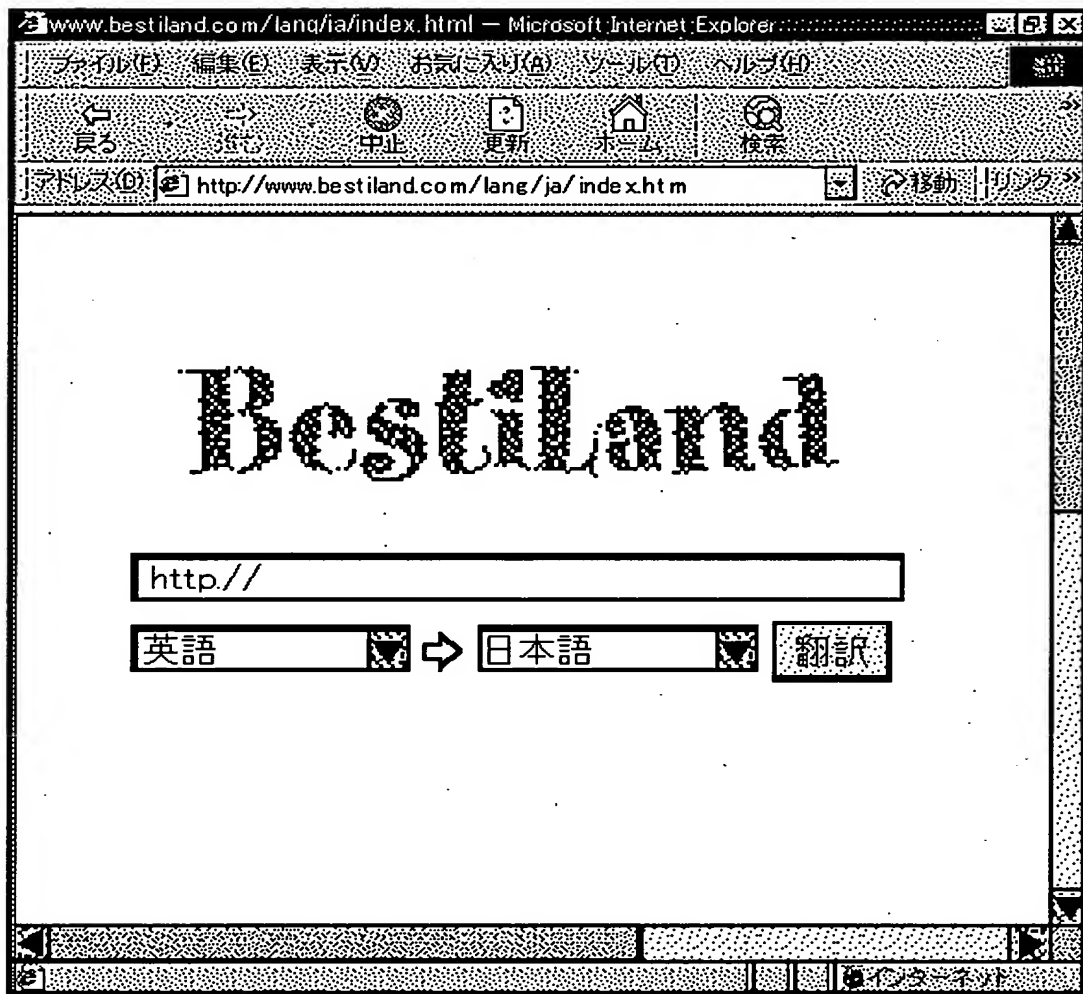 www.bestiland.com/lang/ja/index.html — Microsoft Internet Explorer
ファイル(F) 編集(E) 表示(V) お気に入り(A) ツール(T) ヘルプ(H)
戻る 進む 中止 更新 ホーム 検索
アドレス(D) http://www.bestiland.com/lang/ja/index.htm 移動 リンク
BestiLand
http.//
英語 日本語 翻訳
インターネット